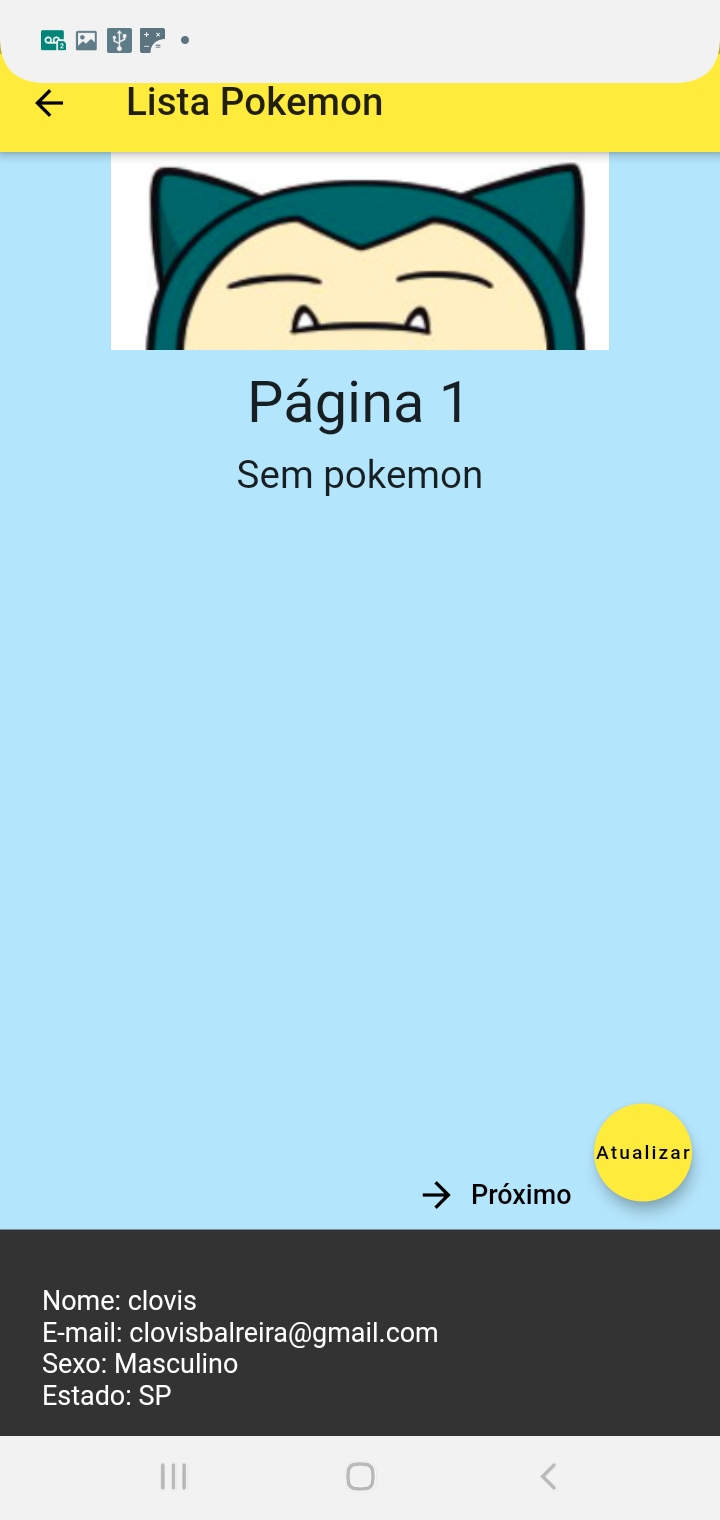 Lista Pokemon
Página 1
Sem pokemon
Atualizar
Próximo
Nome: clovis
E-mail: clovisbalreira@gmail.com
Sexo: Masculino
Estado: SP